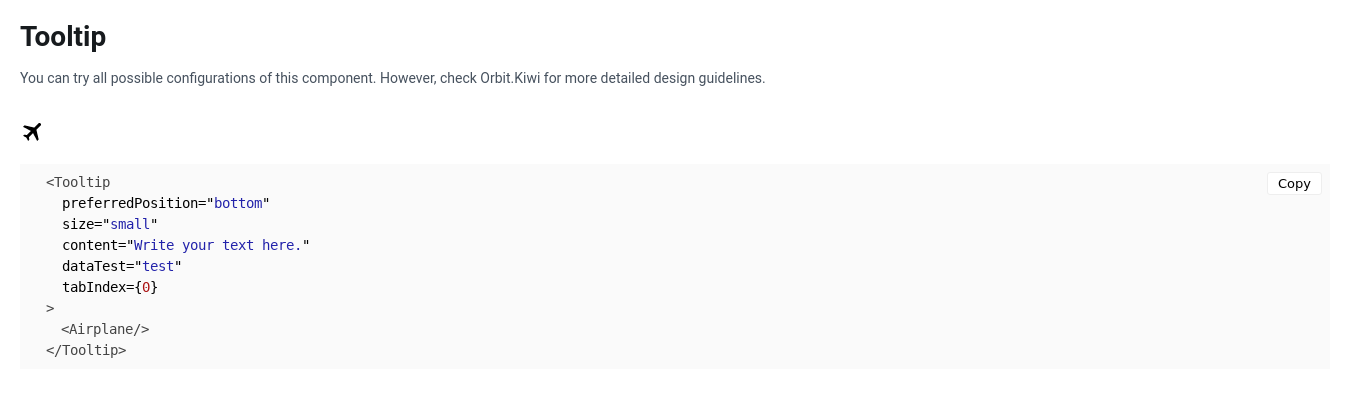 Tooltip
You can try all possible configurations of this component. However, check Orbit.Kiwi for more detailed design guidelines.
<Tooltip
Copy
preferredPosition="bottom"
size="small"
content="Write your text here."
dataTest="test"
tabIndex={0}
>
<Airplane/>
</Tooltip>